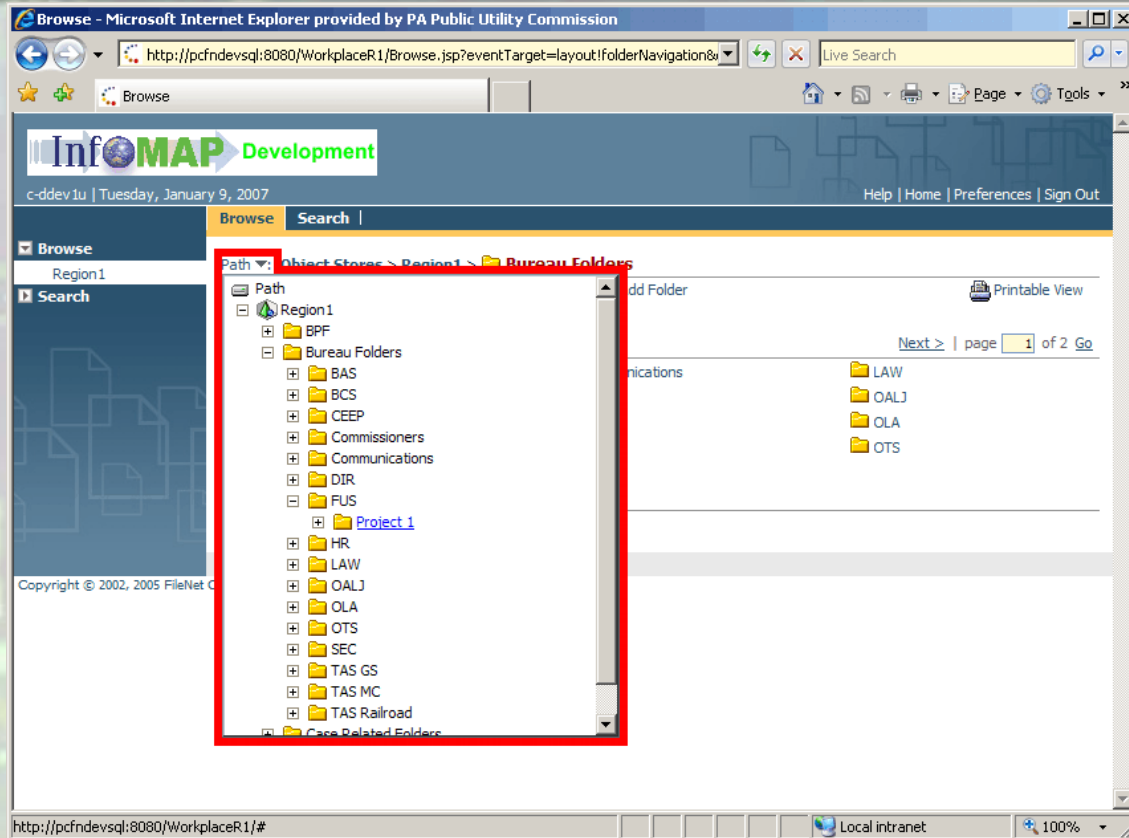 Browse - Microsoft Internet Explorer provided by PA Public Utility Commission
http://pcfndevsql:8080/WorkplaceR1/Browse.jsp?eventTarget=layout!folderNavigation&
Live Search
Browse
Page
Tools
InfoMAP Development
c-ddev1u | Tuesday, January 9, 2007
Help | Home | Preferences | Sign Out
Browse Search |
Browse
Region1
Search
Path : Object Stores > Region1 > Bureau Folders
dd Folder
Printable View
Next > | page 1 of 2 Go
nications
LAW
OALJ
OLA
OTS
Path
Region1
BPF
Bureau Folders
BAS
BCS
CEEP
Commissioners
Communications
DIR
FUS
Project 1
HR
LAW
OALJ
OLA
OTS
SEC
TAS GS
TAS MC
TAS Railroad
Case Related Folders
Copyright © 2002, 2005 FileNet C
http://pcfndevsql:8080/WorkplaceR1/#
Local intranet
100%